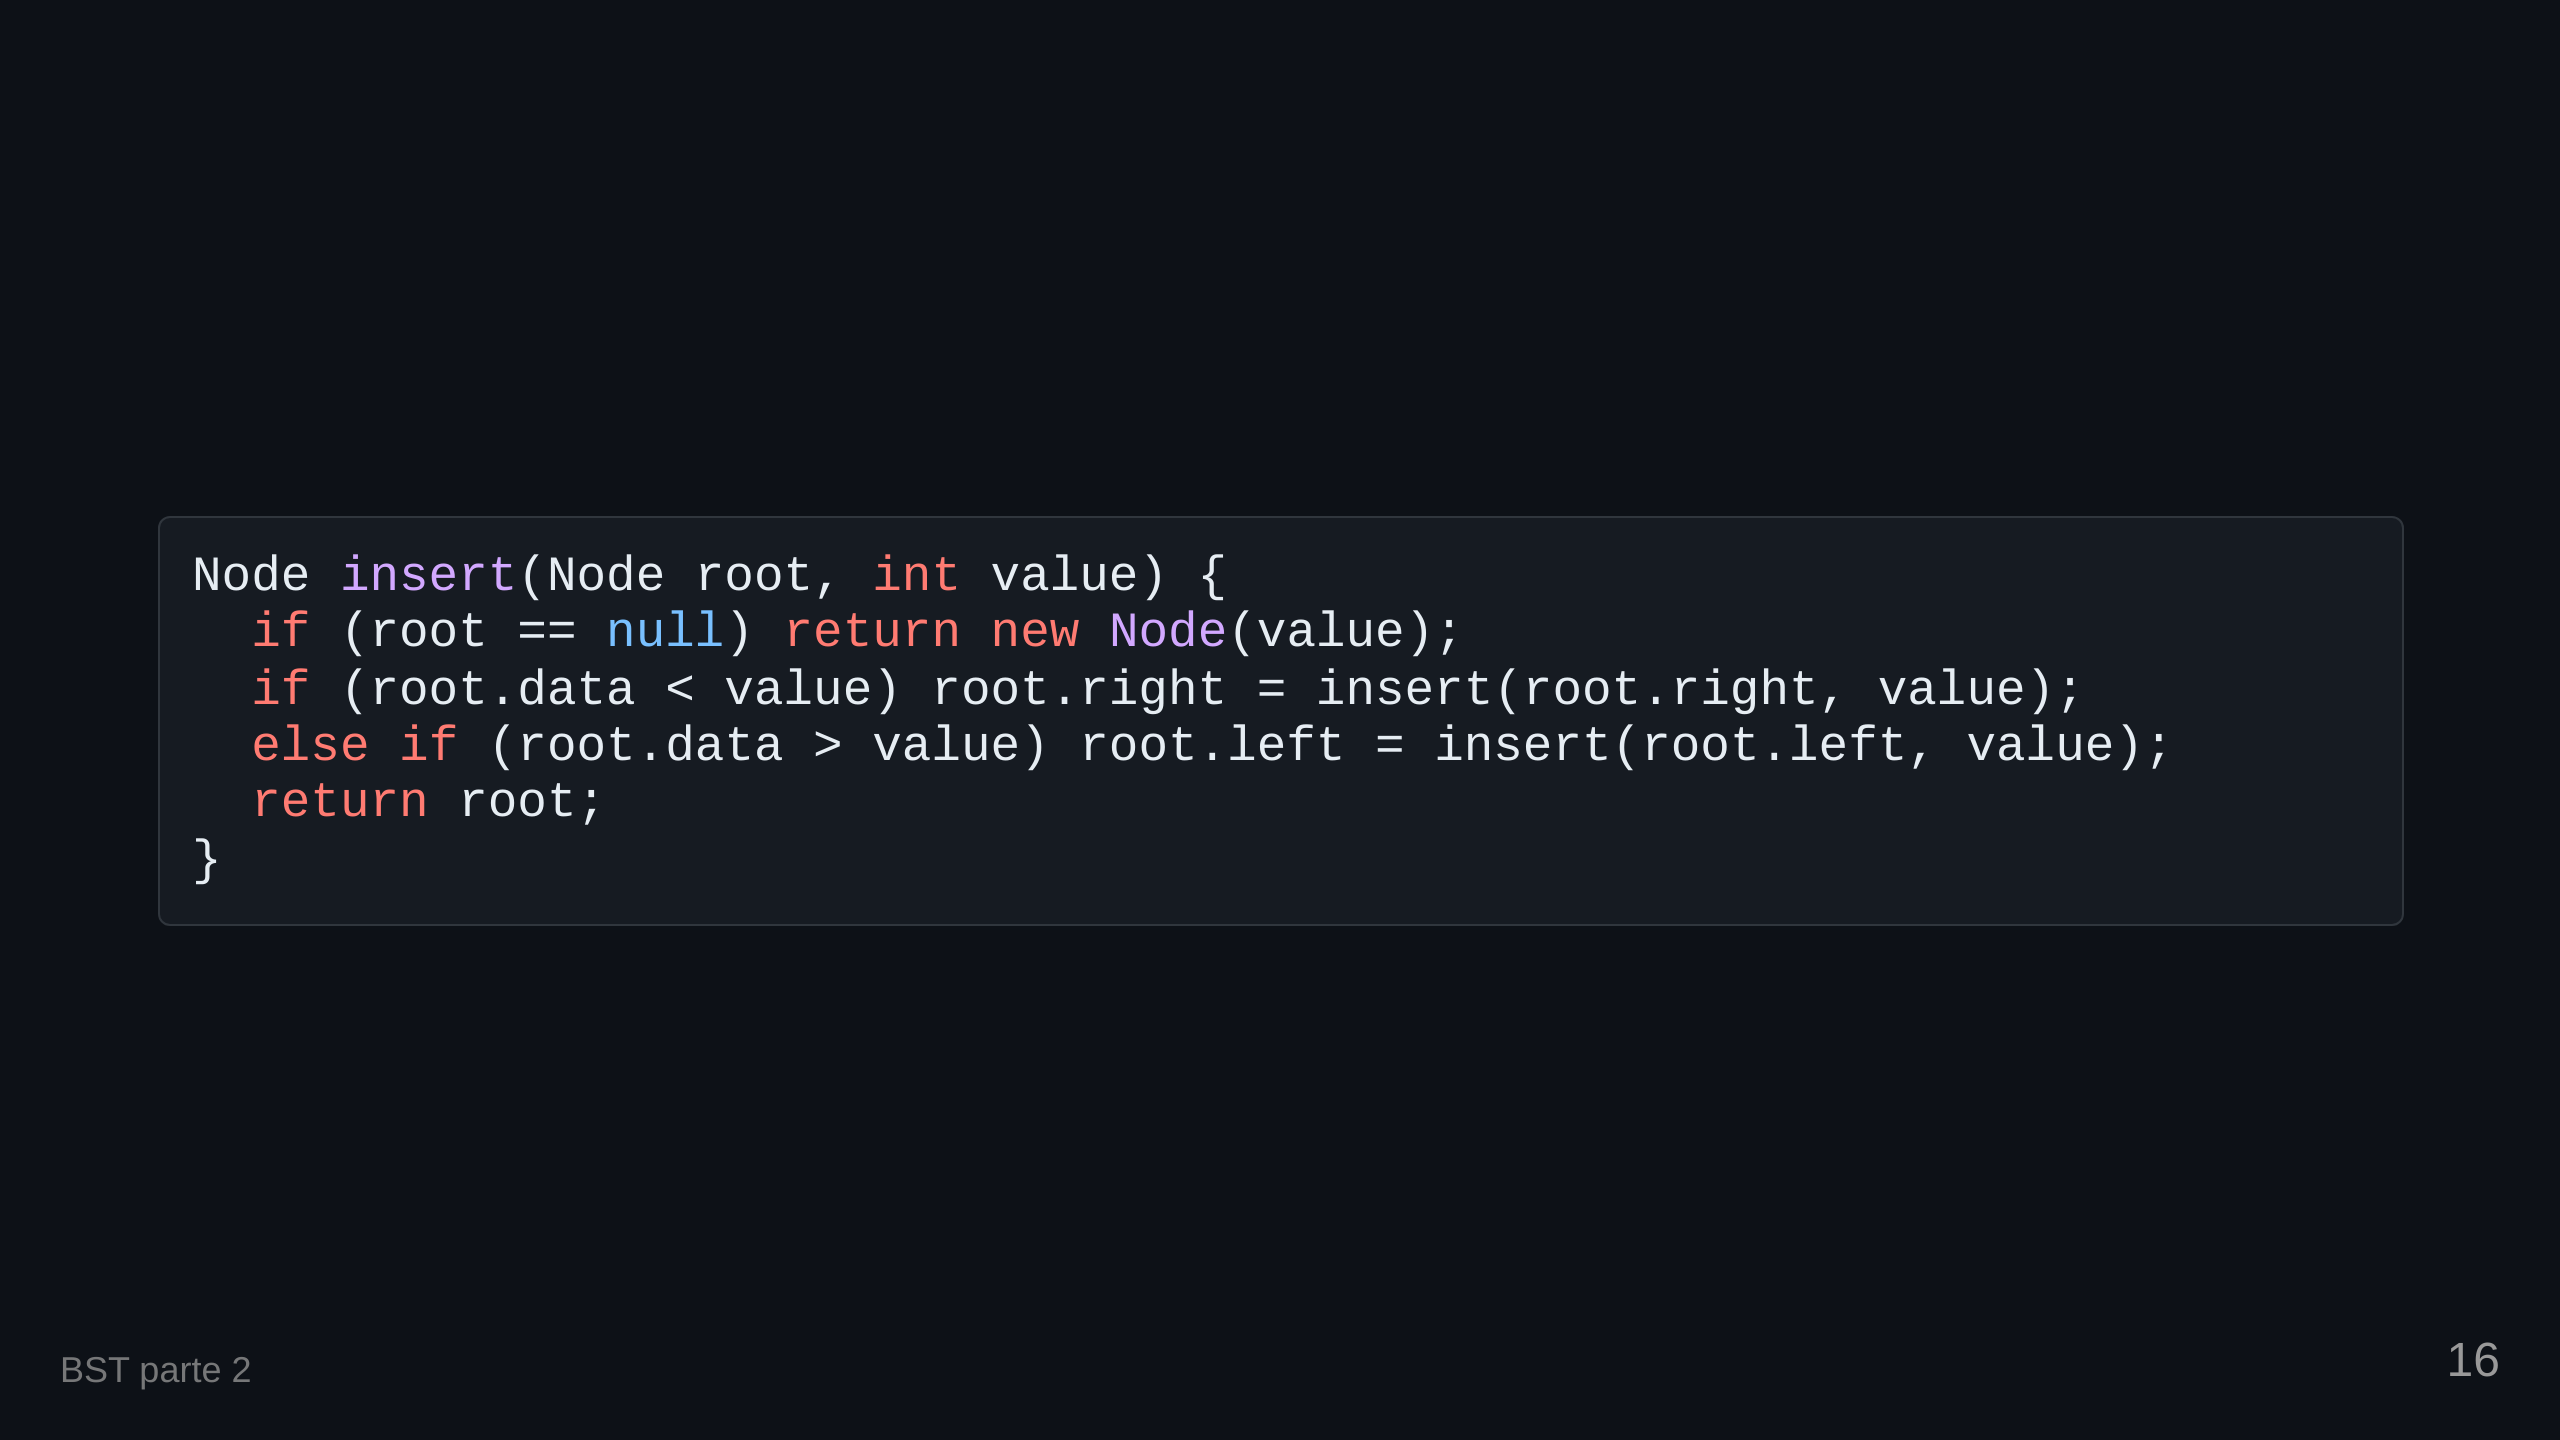 Node insert(Node root, int value) {
  if (root == null) return new Node(value);
  if (root.data < value) root.right = insert(root.right, value);
  else if (root.data > value) root.left = insert(root.left, value);
  return root;
}
BST parte 2
16